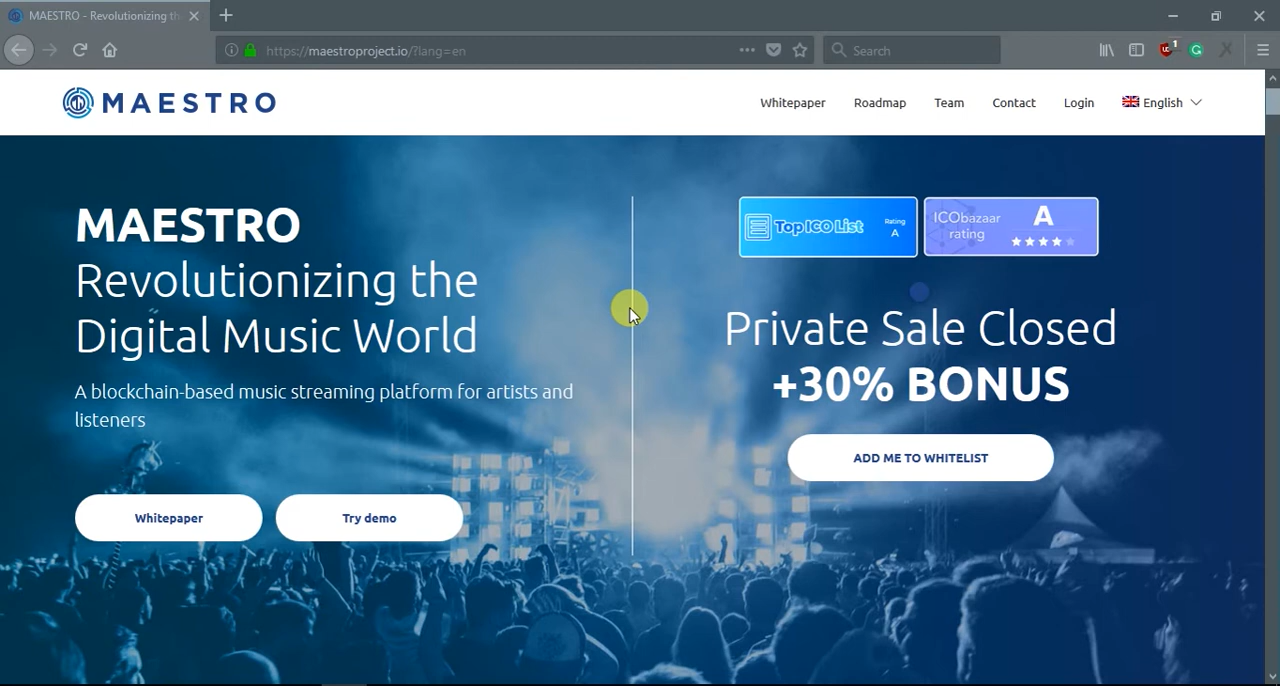 MAESTRO - Revolutionizing th
https://maestroproject.io/?lang=en
Search
1
MAESTRO
Whitepaper
Roadmap
Team
Contact
Login
English
MAESTRO
Revolutionizing the
Digital Music World
A blockchain-based music streaming platform for artists and
listeners
Whitepaper
Try demo
Top ICO List
Rating
A
ICObazaar
rating
A
Private Sale Closed
+30% BONUS
ADD ME TO WHITELIST